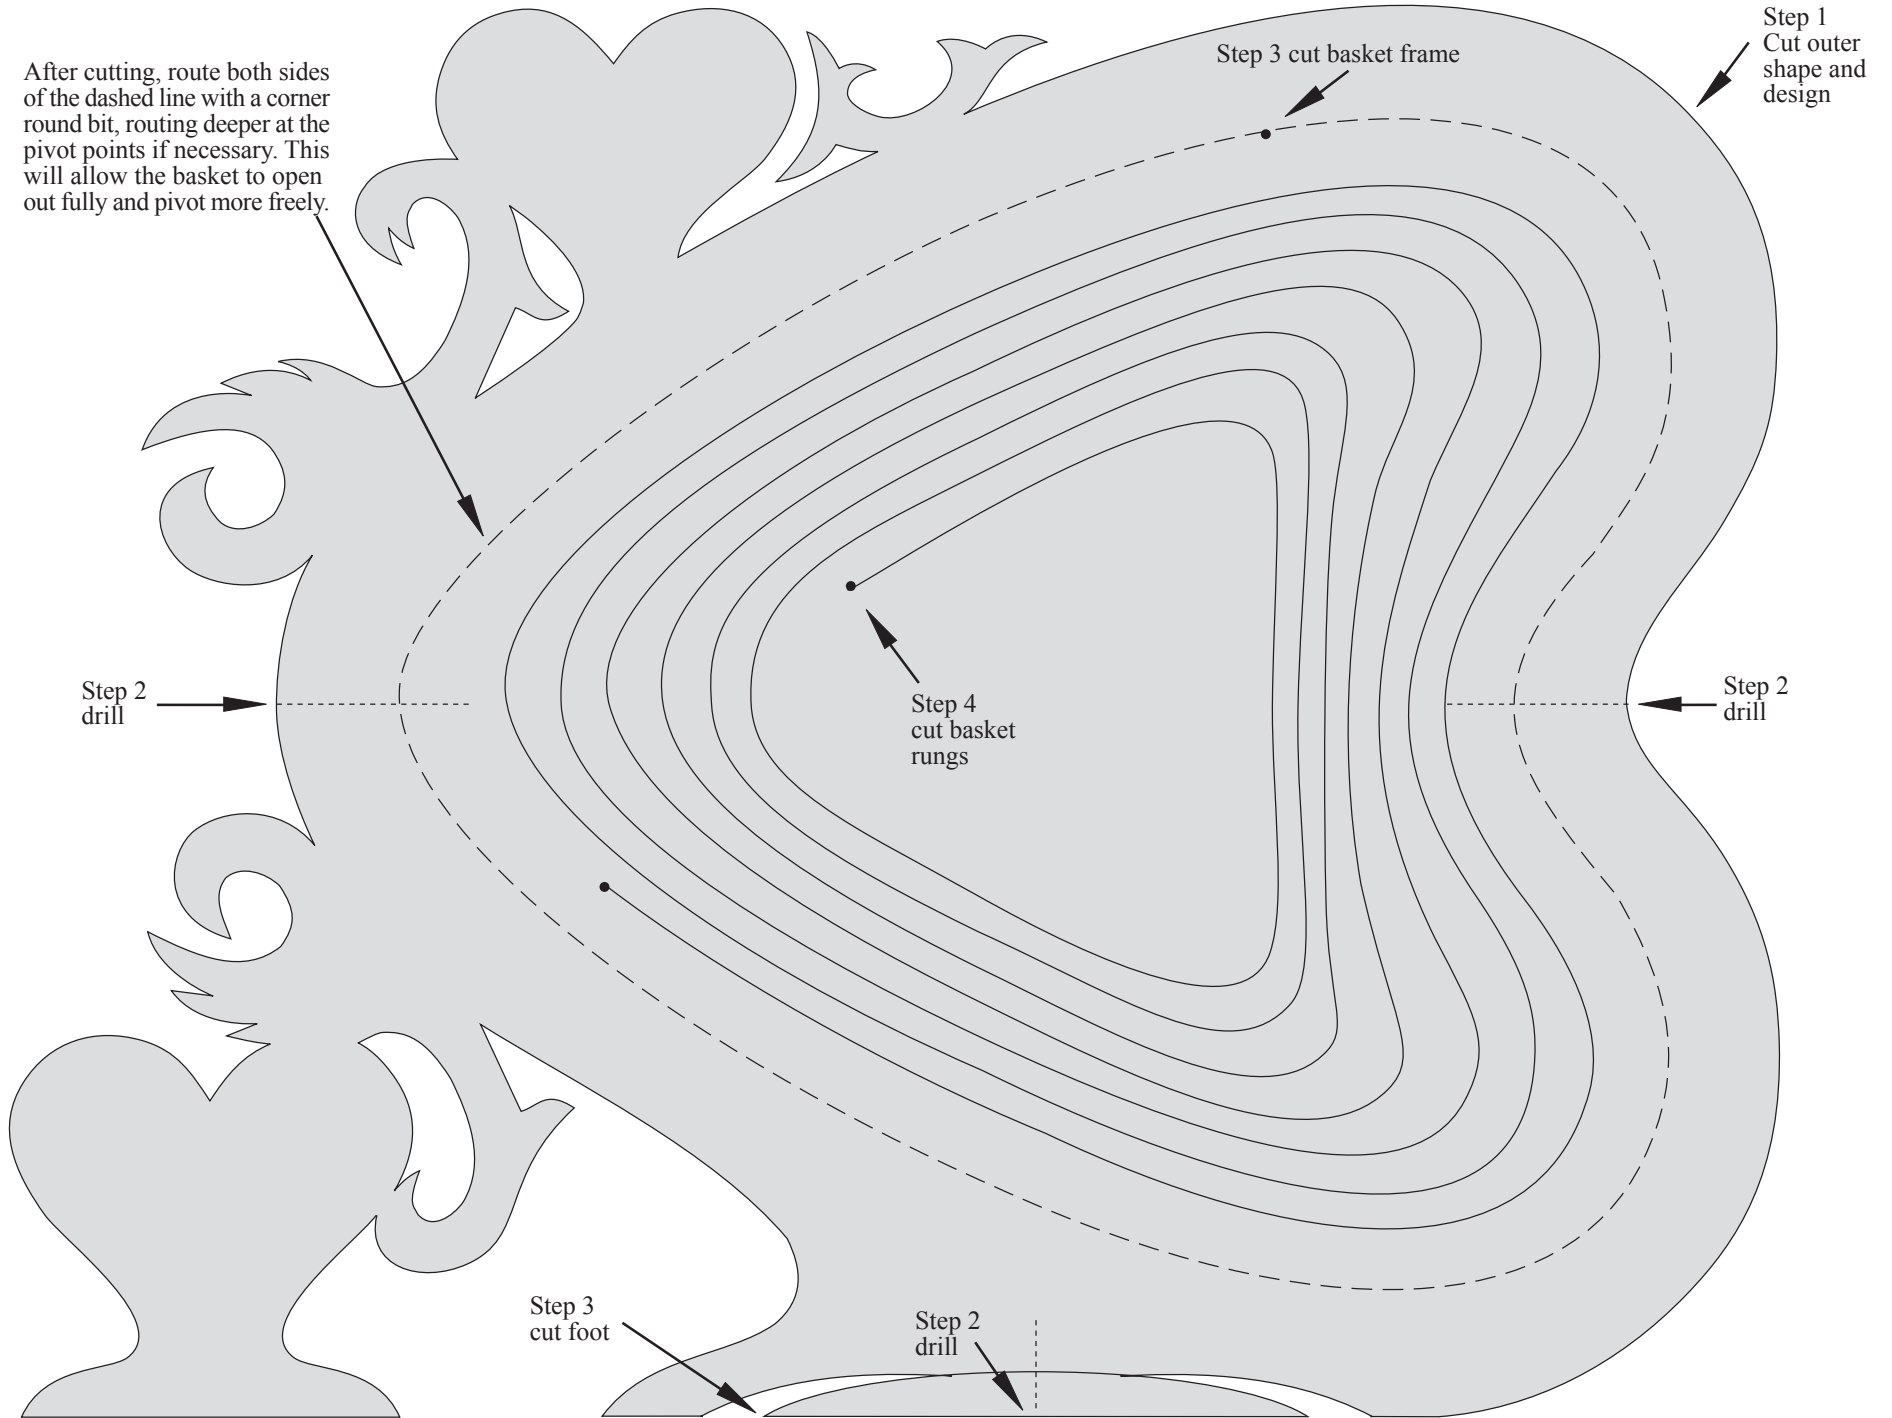 After cutting, route both sides
of the dashed line with a corner
round bit, routing deeper at the
pivot points if necessary. This
will allow the basket to open
out fully and pivot more freely.
Step 3 cut basket frame
Step 1
Cut outer
shape and
design
Step 2
drill
Step 4
cut basket
rungs
Step 2
drill
Step 3
cut foot
Step 2
drill